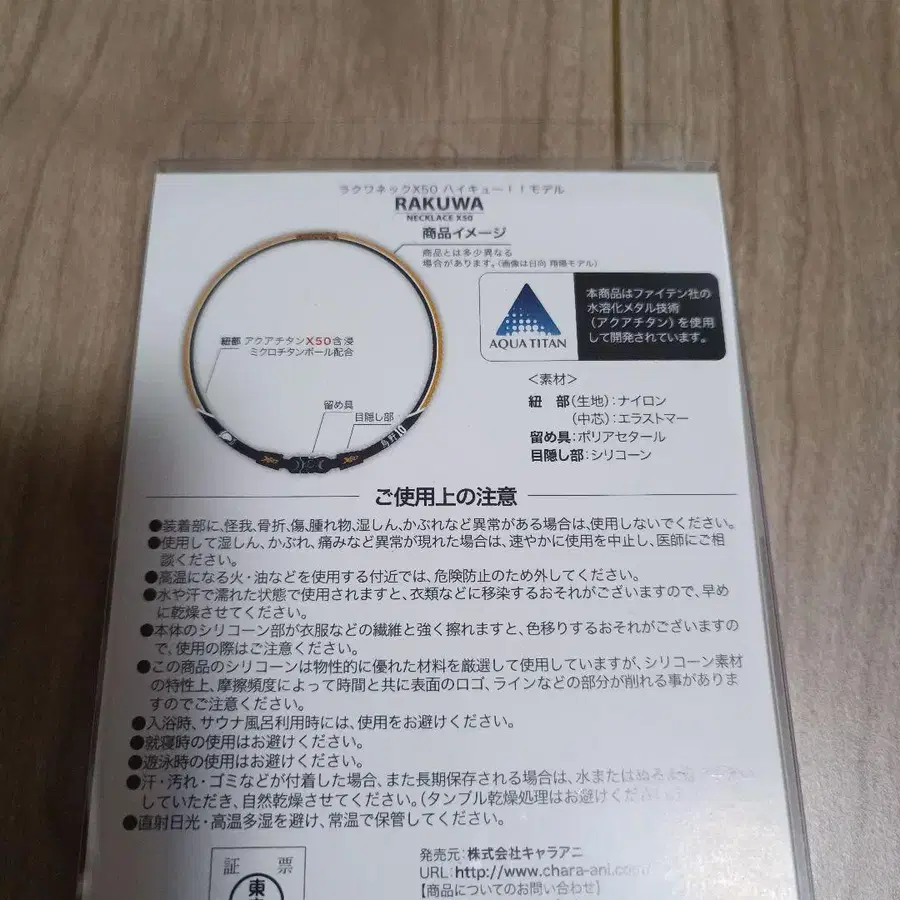 ラクワネックX50 ハイキュー!!モデル
RAKUWA
NECKLACE X50
商品イメージ
商品とは多少異なる
場合があります。(画像は日向 翔陽モデル)
紐部 アクアチタンX50含浸
ミクロチタンボール配合
留め具
目隠し部
烏野10
X50
X50
AQUA TITAN
本商品はファイテン社の
水溶化メタル技術
(アクアチタン)を使用
して開発されています。
<素材>
紐 部(生地):ナイロン
(中芯):エラストマー
留め具:ポリアセタール
目隠し部:シリコーン
ご使用上の注意
●装着部に、怪我、骨折、傷、腫れ物、湿しん、かぶれなど異常がある場合は、使用しないでください。
●使用して湿しん、かぶれ、痛みなど異常が現れた場合は、速やかに使用を中止し、医師にご相
談ください。
●高温になる火・油などを使用する付近では、危険防止のため外してください。
●水や汗で濡れた状態で使用されますと、衣類などに移染するおそれがございますので、早め
に乾燥させてください。
●本体のシリコーン部が衣服などの繊維と強く擦れますと、色移りするおそれがございますの
で、使用の際はご注意ください。
●この商品のシリコーンは物性的に優れた材料を厳選して使用していますが、シリコーン素材
の特性上、摩擦頻度によって時間と共に表面のロゴ、ラインなどの部分が削れる事がありま
すのでご注意ください。
●入浴時、サウナ風呂利用時には、使用をお避けください。
●就寝時の使用はお避けください。
●遊泳時の使用はお避けください。
●汗・汚れ・ゴミなどが付着した場合、また長期保存される場合は、水またはぬ
していただき、自然乾燥させてください。(タンブル乾燥処理はお避けくだ
●直射日光・高温多湿を避け、常温で保管してください。
証 票
東
発売元:株式会社キャラアニ
URL:http://www.chara-ani.com/
【商品についてのお問い合わせ】